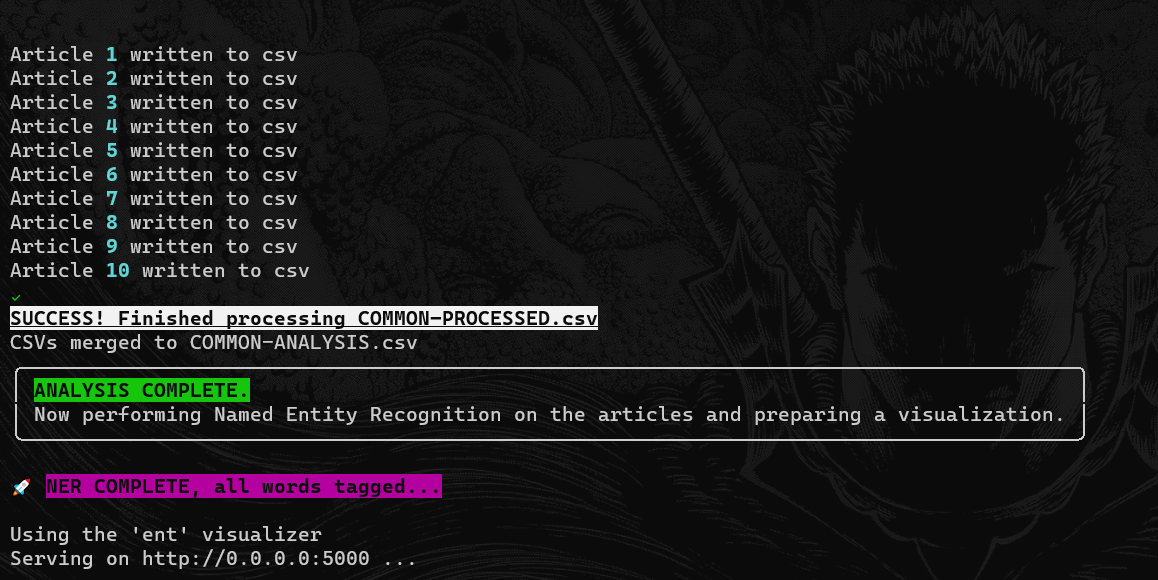 Article 1 written to csv
Article 2 written to csv
Article 3 written to csv
Article 4 written to csv
Article 5 written to csv
Article 6 written to csv
Article 7 written to csv
Article 8 written to csv
Article 9 written to csv
Article 10 written to csv
✓
SUCCESS! Finished processing COMMON-PROCESSED.csv
CSVs merged to COMMON-ANALYSIS.csv
ANALYSIS COMPLETE.
Now performing Named Entity Recognition on the articles and preparing a visualization.
🚀 NER COMPLETE, all words tagged...
Using the 'ent' visualizer
Serving on http://0.0.0.0:5000 ...